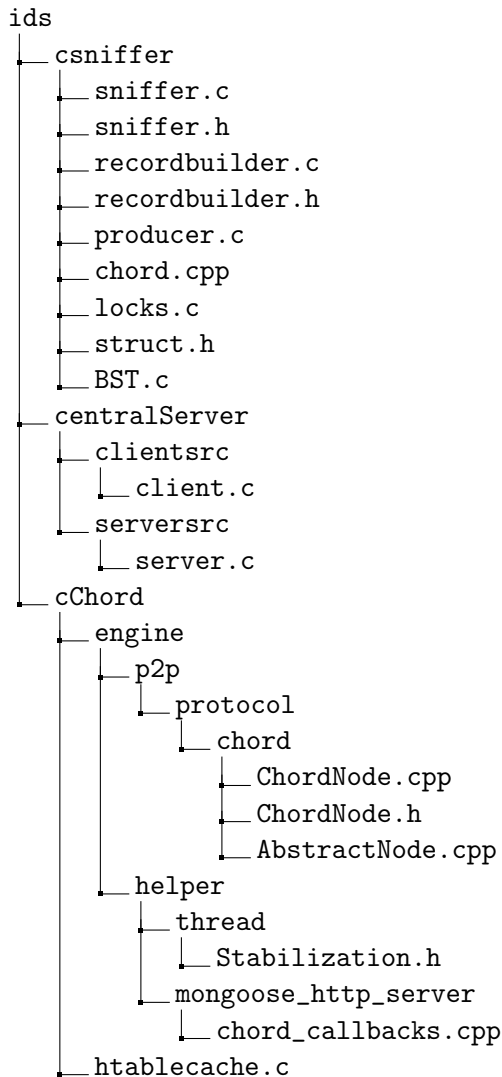 ids
csniffer
sniffer.c
sniffer.h
recordbuilder.c
recordbuilder.h
producer.c
chord.cpp
locks.c
struct.h
BST.c
centralServer
clientsrc
client.c
serversrc
server.c
cChord
engine
p2p
protocol
chord
ChordNode.cpp
ChordNode.h
AbstractNode.cpp
helper
thread
Stabilization.h
mongoose_http_server
chord_callbacks.cpp
htablecache.c